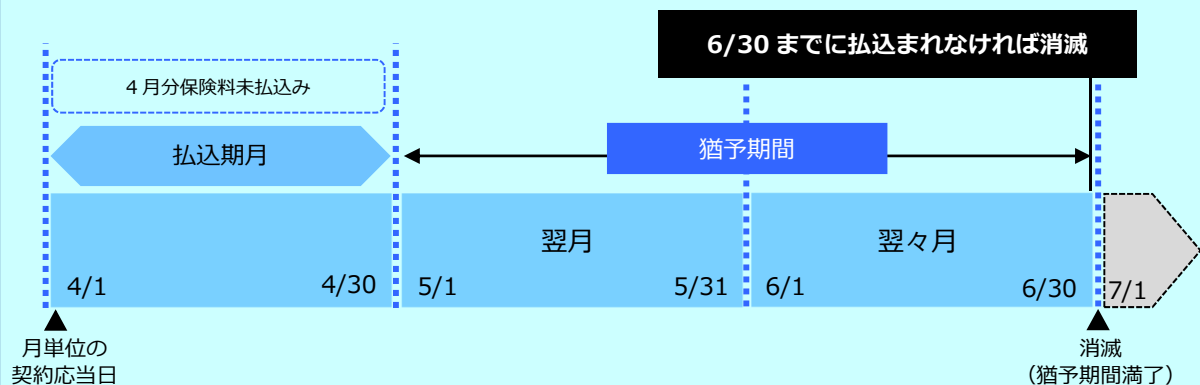 6/30 までに払込まれなければ消滅
4月分保険料未払込み
払込期月
猶予期間
翌月
翌々月
4/1
4/30
5/1
5/31
6/1
6/30
7/1
月単位の
契約応当日
消滅
（猶予期間満了）